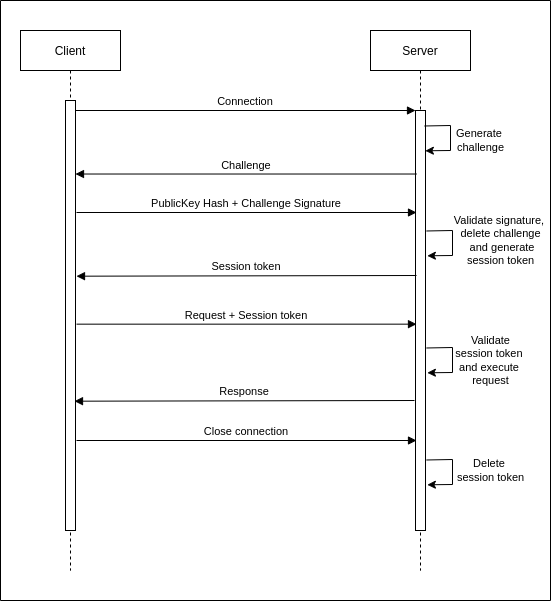 Client
Server
Connection
Generate
challenge
Challenge
PublicKey Hash + Challenge Signature
Validate signature,
delete challenge
and generate
session token
Session token
Request + Session token
Validate
session token
and execute
request
Response
Close connection
Delete
session token